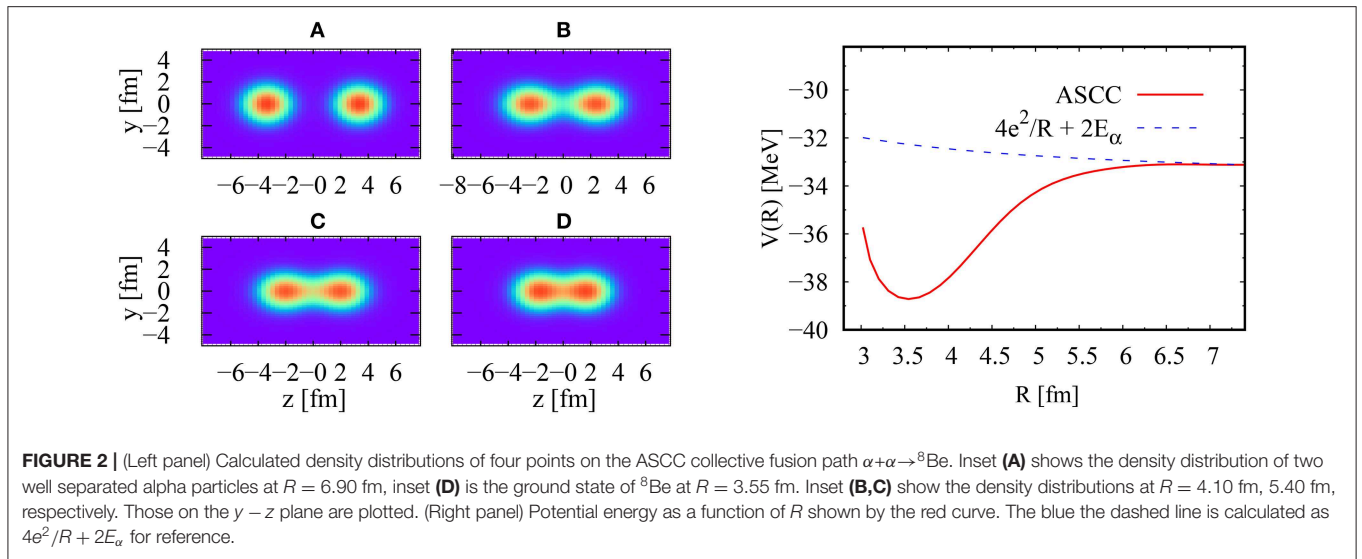 A
B
4
2
0
−2
−4
y [fm]
−6−4−2−0 2 4 6
−8−6−4−2 0 2 4 6
C
D
4
2
0
−2
−4
y [fm]
−6−4−2−0 2 4 6
−6−4−2−0 2 4 6
z [fm]
z [fm]
−30
−32
−34
−36
−38
−40
V(R) [MeV]
ASCC
4e²/R + 2Eα
3 3.5 4 4.5 5 5.5 6 6.5 7
R [fm]
FIGURE 2 | (Left panel) Calculated density distributions of four points on the ASCC collective fusion path α+α→⁸Be. Inset (A) shows the density distribution of two
well separated alpha particles at R = 6.90 fm, inset (D) is the ground state of ⁸Be at R = 3.55 fm. Inset (B,C) show the density distributions at R = 4.10 fm, 5.40 fm,
respectively. Those on the y − z plane are plotted. (Right panel) Potential energy as a function of R shown by the red curve. The blue the dashed line is calculated as
4e²/R + 2Eα for reference.